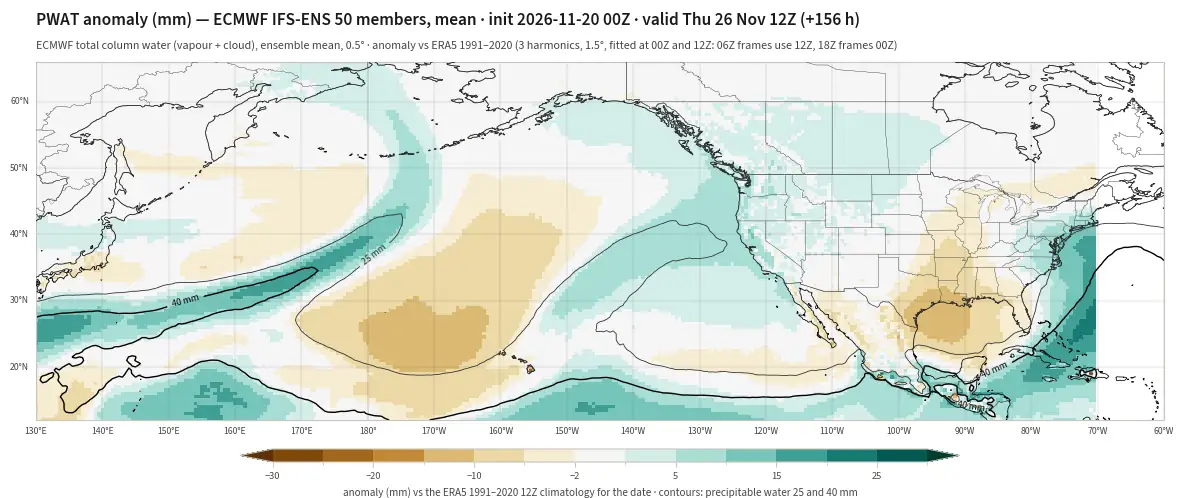 PWAT anomaly (mm) — ECMWF IFS-ENS 50 members, mean · init 2026-11-20 00Z · valid Thu 26 Nov 12Z (+156 h)
ECMWF total column water (vapour + cloud), ensemble mean, 0.5° · anomaly vs ERA5 1991–2020 (3 harmonics, 1.5°, fitted at 00Z and 12Z: 06Z frames use 12Z, 18Z frames 00Z)
60°N
50°N
40°N
30°N
20°N
25 mm
40 mm
40 mm
40 mm
130°E 140°E 150°E 160°E 180° 170°W 160°W 150°W 140°W 130°W 120°W 110°W 100°W 90°W 80°W 70°W 60°W
−30 −20 −10 −2 5 15 25
anomaly (mm) vs the ERA5 1991–2020 12Z climatology for the date · contours: precipitable water 25 and 40 mm